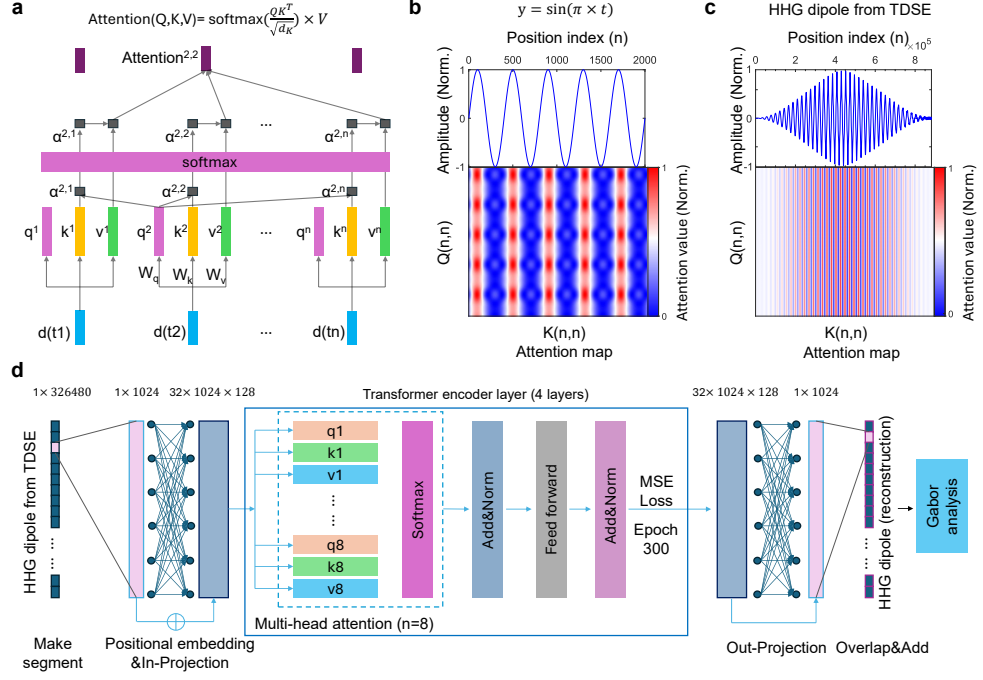 a
Attention(Q,K,V)= softmax(QK^T/√d_K) × V
Attention^2,2
α^2,1
α^2,2
...
α^2,n
softmax
α^2,1
α^2,2
α^2,n
q^1
k^1
v^1
q^2
k^2
v^2
...
q^n
k^n
v^n
W_q
W_k
W_v
d(t1)
d(t2)
...
d(tn)
b
y = sin(π × t)
Position index (n)
0
500
1000
1500
2000
Amplitude (Norm.)
1
0
-1
Q(n,n)
K(n,n)
Attention map
1
0
Attention value (Norm.)
c
HHG dipole from TDSE
Position index (n)
×10^5
0
2
4
6
8
Amplitude (Norm.)
1
0
-1
Q(n,n)
K(n,n)
Attention map
1
0
Attention value (Norm.)
d
1× 326480
1× 1024
32× 1024 × 128
HHG dipole from TDSE
...
Make
segment
Positional embedding
&In-Projection
Transformer encoder layer (4 layers)
q1
k1
v1
...
...
q8
k8
v8
Softmax
Multi-head attention (n=8)
Add&Norm
Feed forward
Add&Norm
MSE
Loss
Epoch
300
32× 1024 × 128
1× 1024
Out-Projection
HHG dipole (reconstruction)
...
Overlap&Add
Gabor
analysis